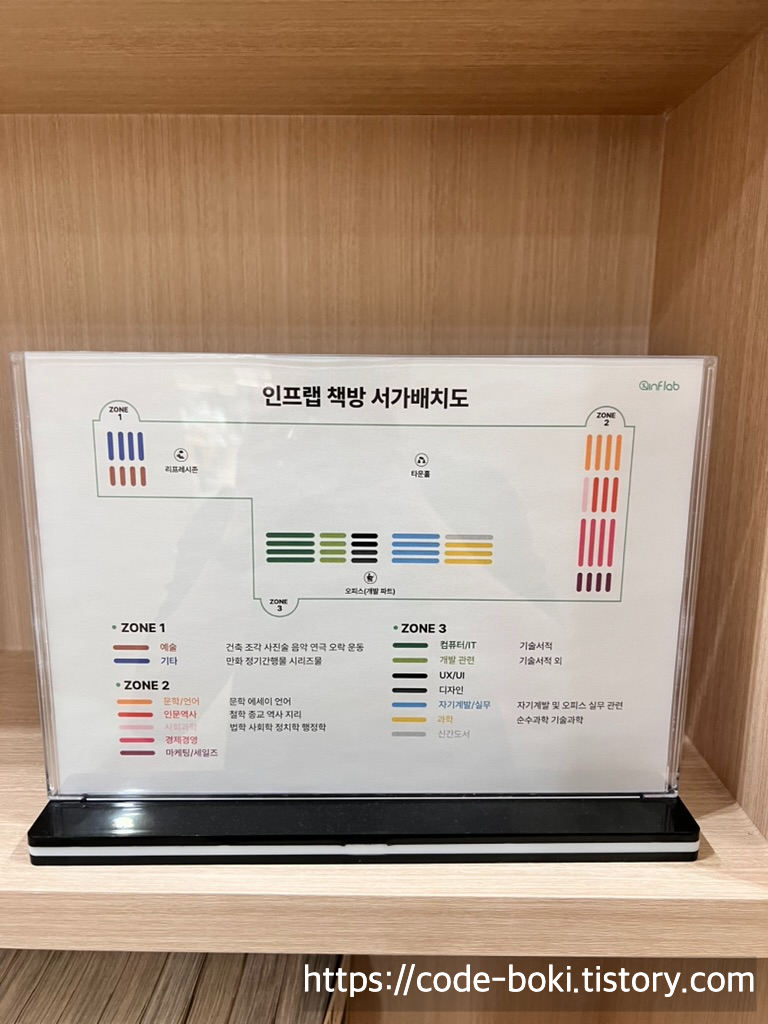 인프랩 책방 서가배치도
inflab
ZONE 1
ZONE 2
리프레시존
타운홀
오피스(개발 파트)
ZONE 3
ZONE 1
예술 건축 조각 사진술 음악 연극 오락 운동
기타 만화 정기간행물 시리즈물
ZONE 2
문학/언어 문학 에세이 언어
인문역사 철학 종교 역사 지리
사회과학 법학 사회학 정치학 행정학
경제경영
마케팅/세일즈
ZONE 3
컴퓨터/IT 기술서적
개발 관련 기술서적 외
UX/UI
디자인
자기계발/실무 자기계발 및 오피스 실무 관련
과학 순수과학 기술과학
신간도서
https://code-boki.tistory.com